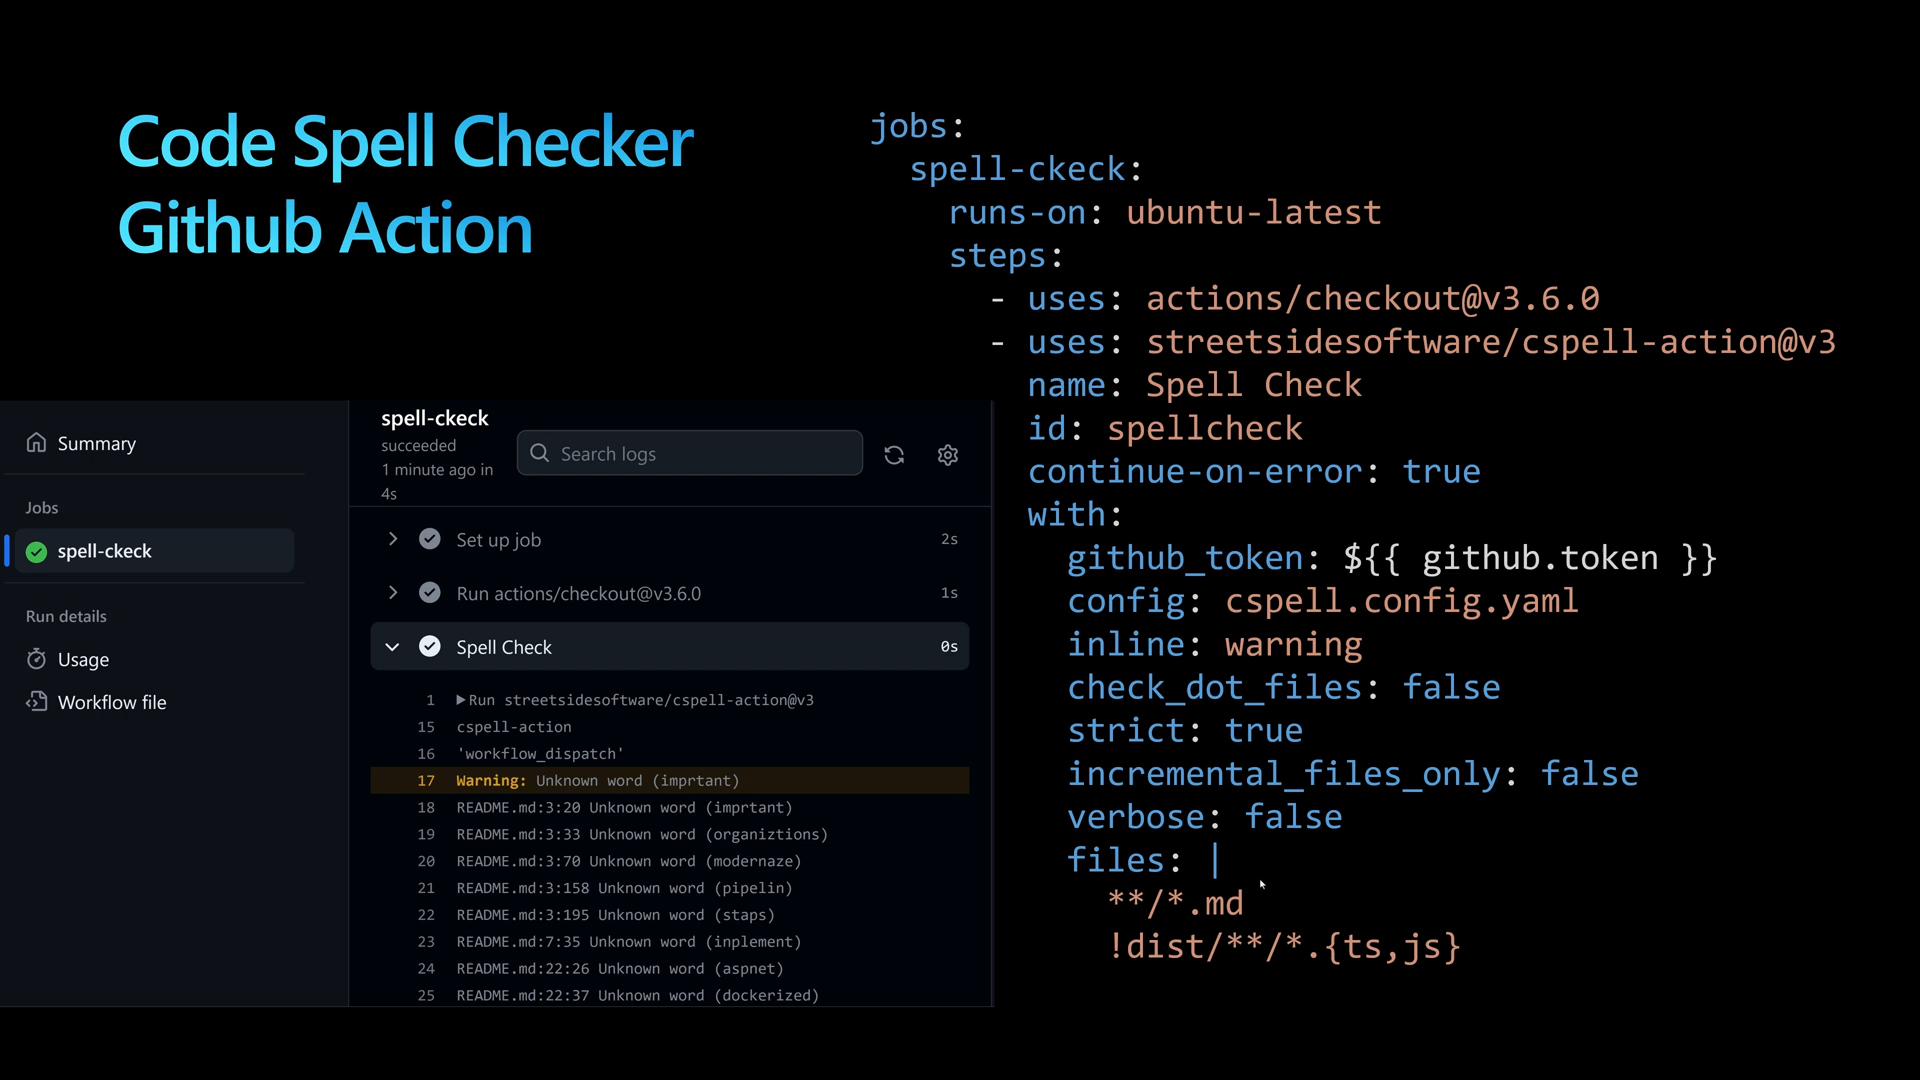 Code Spell Checker
Github Action
jobs:
spell-ckeck:
runs-on: ubuntu-latest
steps:
- uses: actions/checkout@v3.6.0
- uses: streetsidesoftware/cspell-action@v3
name: Spell Check
id: spellcheck
continue-on-error: true
with:
github_token: ${{ github.token }}
config: cspell.config.yaml
inline: warning
check_dot_files: false
strict: true
incremental_files_only: false
verbose: false
files: |
**/*.md
!dist/**/*.{ts,js}
Summary
Jobs
spell-ckeck
Run details
Usage
Workflow file
spell-ckeck
succeeded
1 minute ago in
4s
Search logs
Set up job 2s
Run actions/checkout@v3.6.0 1s
Spell Check 0s
1 Run streetsidesoftware/cspell-action@v3
15 cspell-action
16 'workflow_dispatch'
17 Warning: Unknown word (imprtant)
18 README.md:3:20 Unknown word (imprtant)
19 README.md:3:33 Unknown word (organiztions)
20 README.md:3:70 Unknown word (modernaze)
21 README.md:3:158 Unknown word (pipelin)
22 README.md:3:195 Unknown word (staps)
23 README.md:7:35 Unknown word (inplement)
24 README.md:22:26 Unknown word (aspnet)
25 README.md:22:37 Unknown word (dockerized)